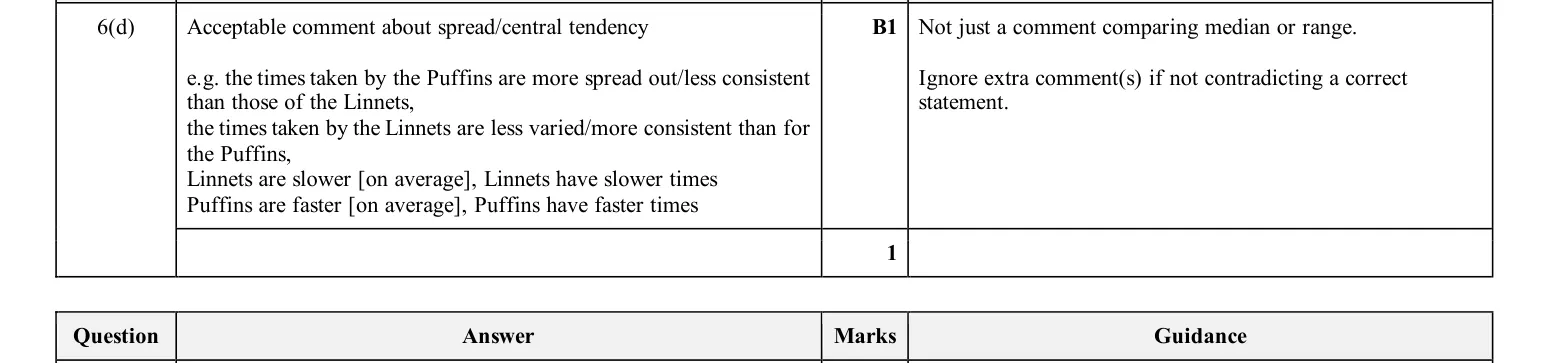 6(d) Acceptable comment about spread/central tendency B1 Not just a comment comparing median or range.
e.g. the times taken by the Puffins are more spread out/less consistent Ignore extra comment(s) if not contradicting a correct
than those of the Linnets, statement.
the times taken by the Linnets are less varied/more consistent than for
the Puffins,
Linnets are slower [on average], Linnets have slower times
Puffins are faster [on average], Puffins have faster times
1
Question Answer Marks Guidance